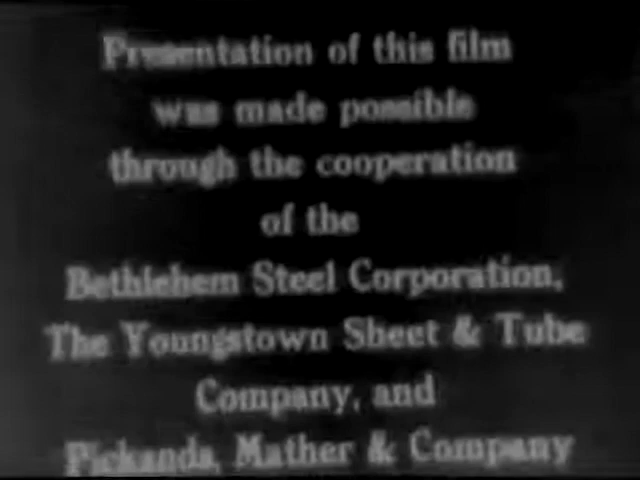 Presentation of this film
was made possible
through the cooperation
of the
Bethlehem Steel Corporation,
The Youngstown Sheet & Tube
Company, and
Pickands, Mather & Company